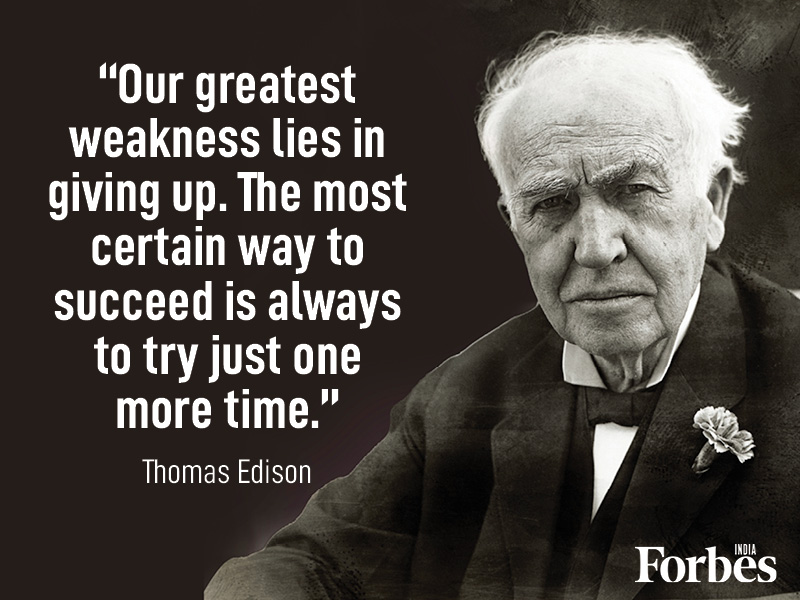 “Our greatest
weakness lies in
giving up. The most
certain way to
succeed is always
to try just one
more time.”
Thomas Edison
INDIA
Forbes